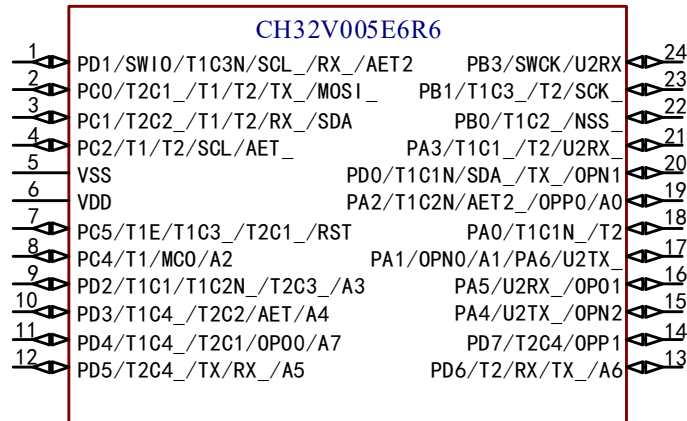 CH32V005E6R6
1 PD1/SWIO/T1C3N/SCL_/RX_/AET2 PB3/SWCK/U2RX 24
2 PC0/T2C1_/T1/T2/TX_/MOSI_ PB1/T1C3_/T2/SCK_ 23
3 PC1/T2C2_/T1/T2/RX_/SDA PB0/T1C2_/NSS_ 22
4 PC2/T1/T2/SCL/AET_ PA3/T1C1_/T2/U2RX_ 21
5 VSS PD0/T1C1N/SDA_/TX_/OPN1 20
6 VDD PA2/T1C2N/AET2_/OPP0/A0 19
7 PC5/T1E/T1C3_/T2C1_/RST PA0/T1C1N_/T2 18
8 PC4/T1/MCO/A2 PA1/OPN0/A1/PA6/U2TX_ 17
9 PD2/T1C1/T1C2N_/T2C3_/A3 PA5/U2RX_/OPO1 16
10 PD3/T1C4_/T2C2/AET/A4 PA4/U2TX_/OPN2 15
11 PD4/T1C4_/T2C1/OPO0/A7 PD7/T2C4/OPP1 14
12 PD5/T2C4_/TX/RX_/A5 PD6/T2/RX/TX_/A6 13